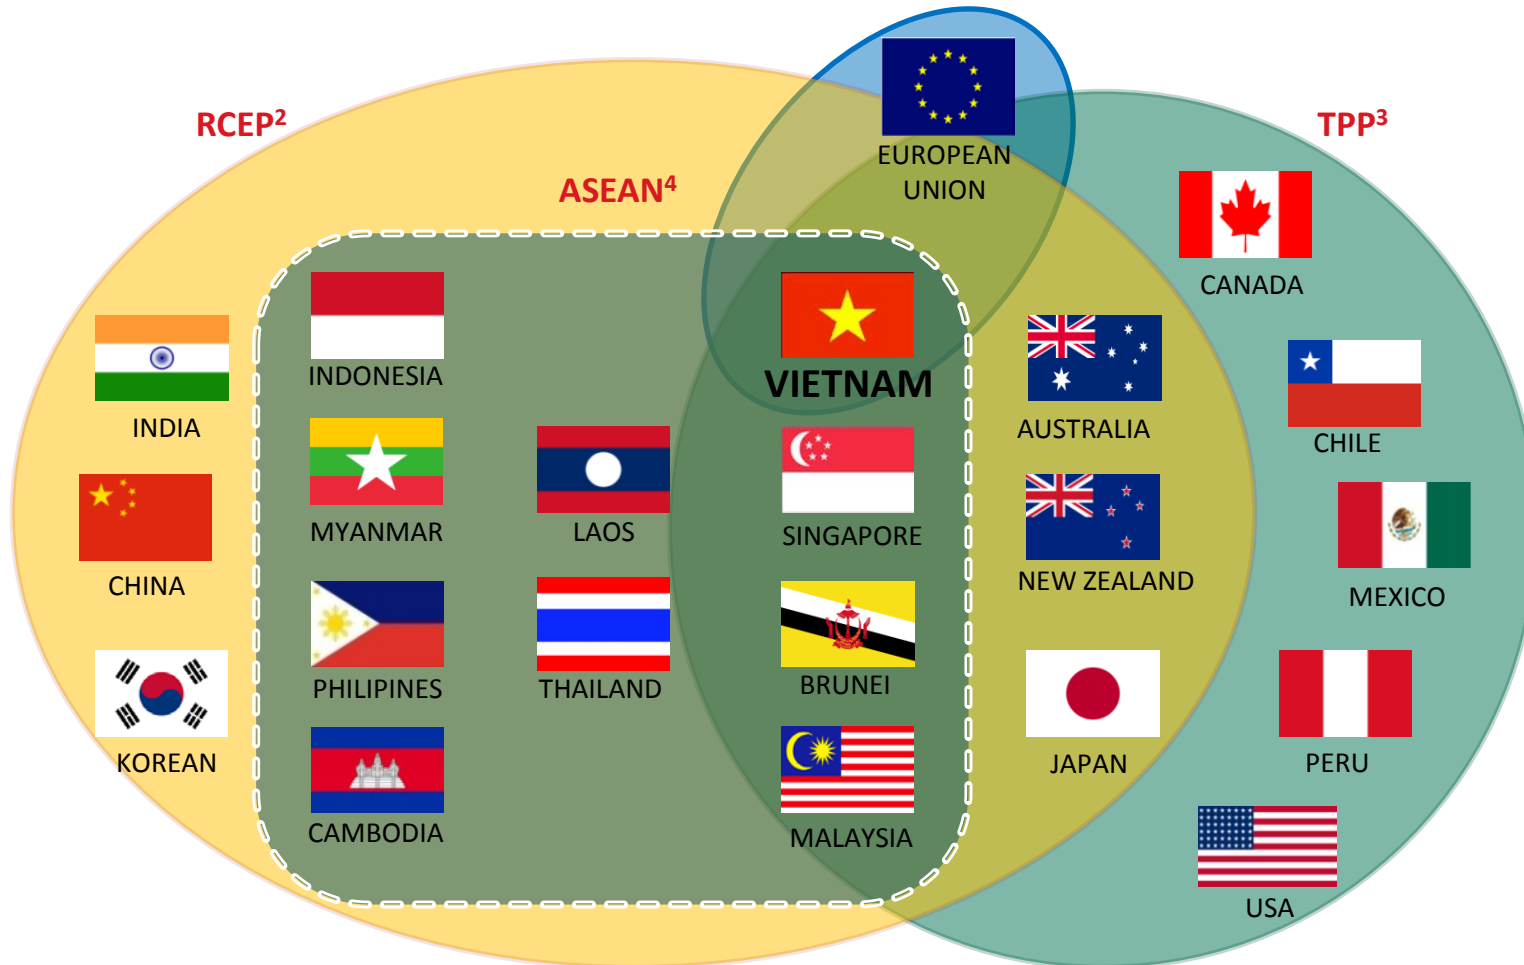 RCEP²
TPP³
ASEAN⁴
EUROPEAN
UNION
CANADA
INDONESIA
VIETNAM
INDIA
AUSTRALIA
CHILE
MYANMAR
LAOS
SINGAPORE
CHINA
NEW ZEALAND
MEXICO
PHILIPINES
THAILAND
BRUNEI
KOREAN
JAPAN
PERU
CAMBODIA
MALAYSIA
USA